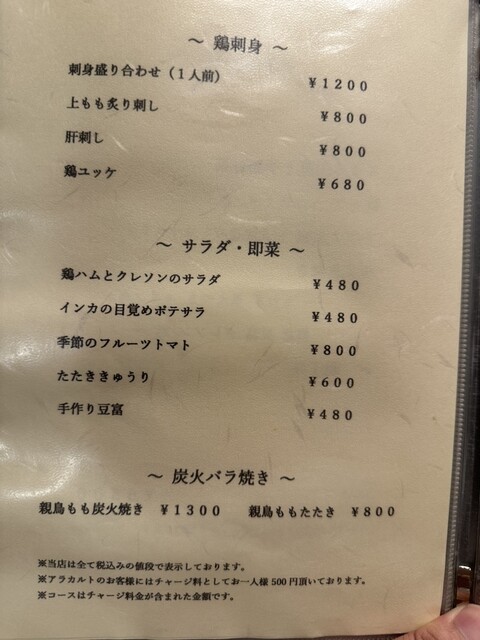 ～ 鶏刺身 ～
刺身盛り合わせ（１人前） ￥１２００
上もも炙り刺し ￥８００
肝刺し ￥８００
鶏ユッケ ￥６８０
～ サラダ・即菜 ～
鶏ハムとクレソンのサラダ ￥４８０
インカの目覚めポテサラ ￥４８０
季節のフルーツトマト ￥８００
たたききゅうり ￥６００
手作り豆富 ￥４８０
～ 炭火バラ焼き ～
親鳥もも炭火焼き ￥１３００ 親鳥ももたたき ￥８００
※当店は全て税込みの値段で表示しております。
※アラカルトのお客様にはチャージ料としてお一人様 500 円頂いております。
※コースはチャージ料金が含まれた金額です。